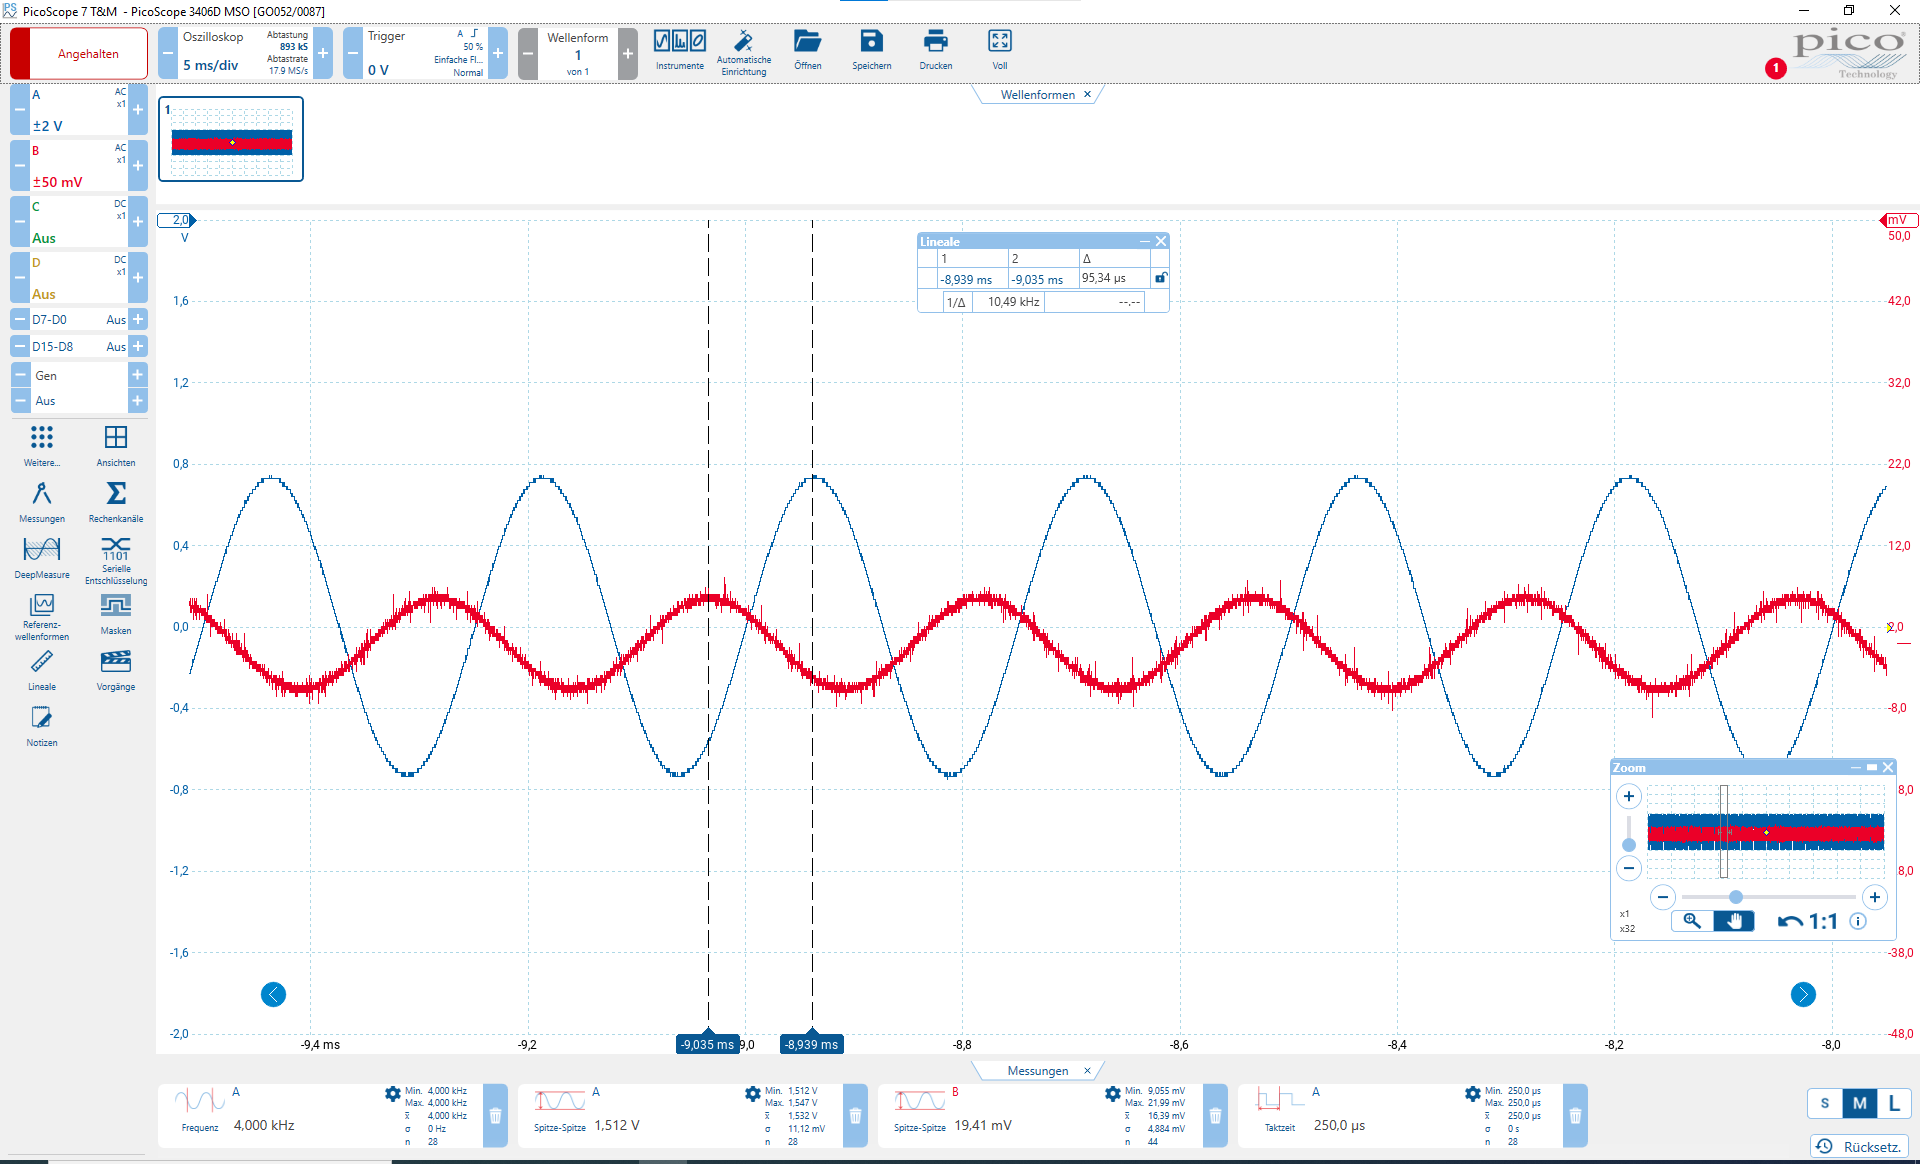 PicoScope 7 T&M - PicoScope 3406D MSO [GO052/0087]
Angehalten
Oszilloskop
5 ms/div
Abtastung
893 kS
Abtastrate
17.9 MS/s
Trigger
0 V
A
50 %
Einfache Fl...
Normal
Wellenform
1
von 1
Instrumente
Automatische
Einrichtung
Öffnen
Speichern
Drucken
Voll
1
pico
Technology
A
AC
x1
±2 V
B
AC
x1
±50 mV
C
DC
x1
Aus
D
DC
x1
Aus
D7-D0 Aus
D15-D8 Aus
Gen
Aus
Weitere...
Ansichten
Messungen
Rechenkanäle
DeepMeasure
1101
Serielle
Entschlüsselung
Referenz-
wellenformen
Masken
Lineale
Vorgänge
Notizen
Wellenformen ×
1
2,0
V
1,6
1,2
0,8
0,4
0,0
-0,4
-0,8
-1,2
-1,6
-2,0
mV
50,0
42,0
32,0
22,0
12,0
2,0
-8,0
8,0
8,0
-38,0
-48,0
Lineale
1 2 Δ
-8,939 ms -9,035 ms 95,34 µs
1/Δ 10,49 kHz --.--
Zoom
x1
x32
1:1
-9,4 ms -9,2 -9,035 ms 9,0 -8,939 ms -8,8 -8,6 -8,4 -8,2 -8,0
Messungen ×
A
Frequenz 4,000 kHz
Min. 4,000 kHz
Max. 4,000 kHz
x̄ 4,000 kHz
σ 0 Hz
n 28
A
Spitze-Spitze 1,512 V
Min. 1,512 V
Max. 1,547 V
x̄ 1,532 V
σ 11,12 mV
n 28
B
Spitze-Spitze 19,41 mV
Min. 9,055 mV
Max. 21,99 mV
x̄ 16,39 mV
σ 4,884 mV
n 44
A
Taktzeit 250,0 µs
Min. 250,0 µs
Max. 250,0 µs
x̄ 250,0 µs
σ 0 s
n 28
S M L
Rücksetz.